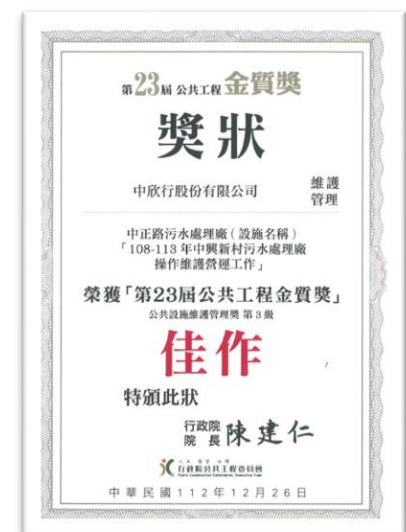 第23屆 公共工程 金質獎
獎狀
中欣行股份有限公司 維護管理
中正路污水處理廠(設施名稱)
「108-113年中興新村污水處理廠
操作維護營運工作」
榮獲「第23屆公共工程金質獎」
公共設施維護管理獎 第3級
佳作
特頒此狀
行政院
院長 陳建仁
行政院公共工程委員會
中華民國112年12月26日